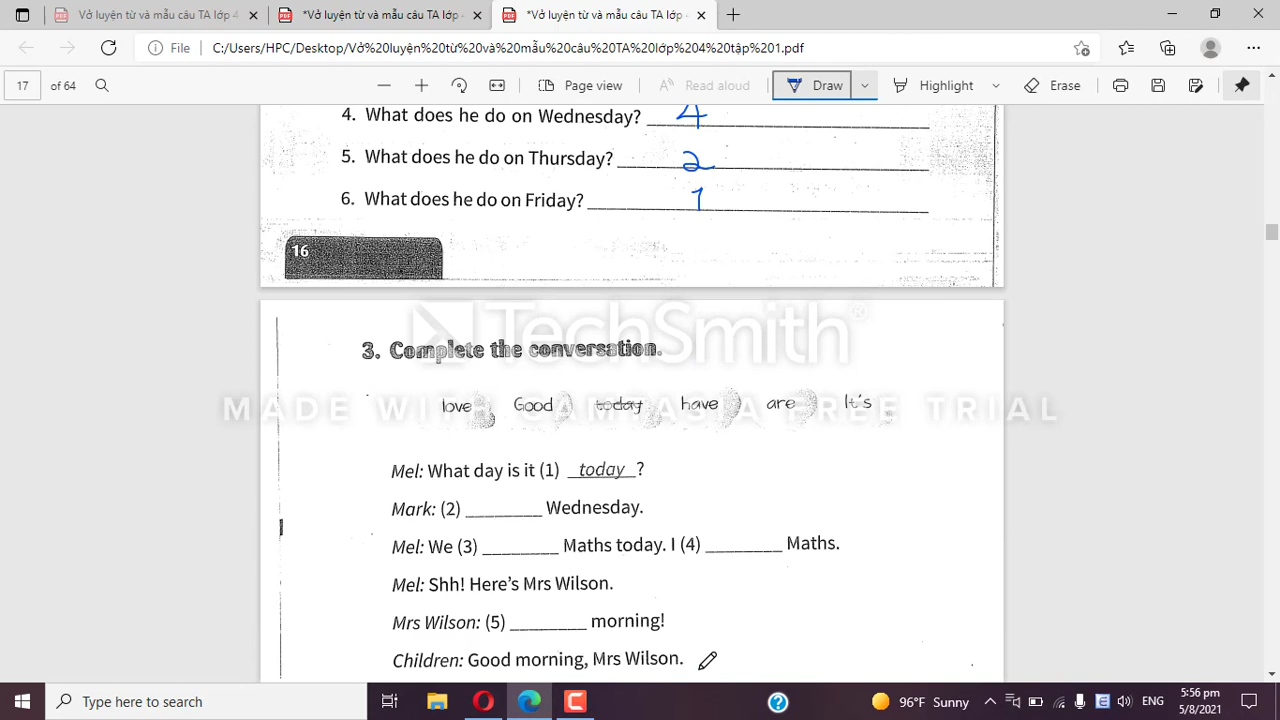 Vở luyện từ và mẫu câu TA lớp 4
*Vở luyện từ và mẫu câu TA lớp
*Vở luyện từ và mẫu câu TA lớp
File C:/Users/HPC/Desktop/Vở%20luyện%20từ%20và%20mẫu%20câu%20TA%20lớp%204%20tập%201.pdf
17 of 64 Page view Read aloud Draw Highlight Erase
4. What does he do on Wednesday? 4
5. What does he do on Thursday? 2
6. What does he do on Friday? 1
16
TechSmith®
3. Complete the conversation.
MADE WITH CAMTASIA FREE TRIAL
love Good today have are It's
Mel: What day is it (1) today ?
Mark: (2) ________ Wednesday.
Mel: We (3) ________ Maths today. I (4) ________ Maths.
Mel: Shh! Here's Mrs Wilson.
Mrs Wilson: (5) ________ morning!
Children: Good morning, Mrs Wilson.
Type here to search
96°F Sunny
ENG
5:56 pm
5/8/2021